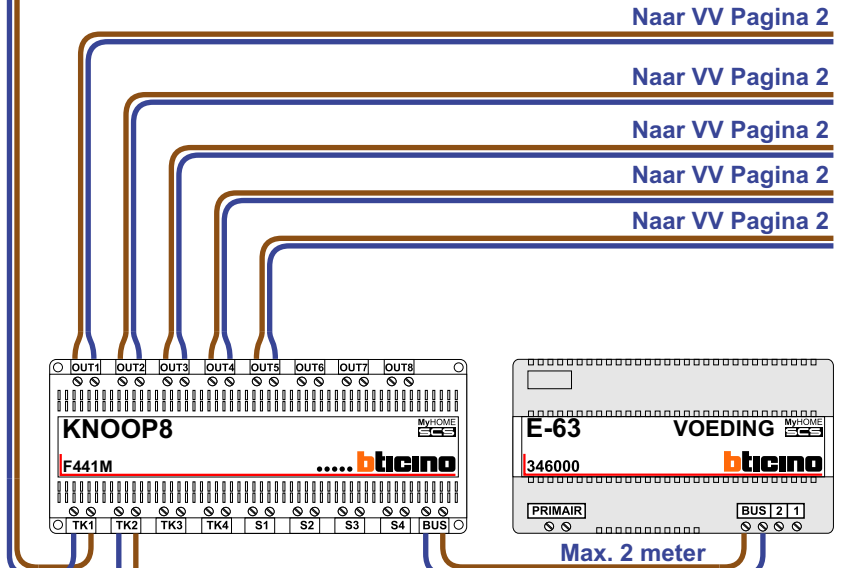 Naar VV Pagina 2
Naar VV Pagina 2
Naar VV Pagina 2
Naar VV Pagina 2
Naar VV Pagina 2
OUT1 OUT2 OUT3 OUT4 OUT5 OUT6 OUT7 OUT8
KNOOP8 MyHOME SCS
F441M ..... bticino
TK1 TK2 TK3 TK4 S1 S2 S3 S4 BUS
E-63 VOEDING MyHOME SCS
346000 bticino
PRIMAIR BUS 2 1
Max. 2 meter